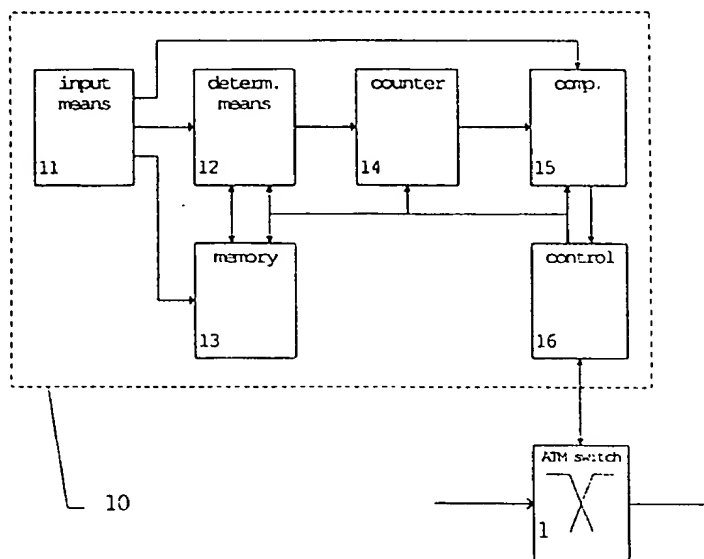 input
means
11
determ.
means
12
counter
14
comp.
15
memory
13
control
16
10
ATM switch
1